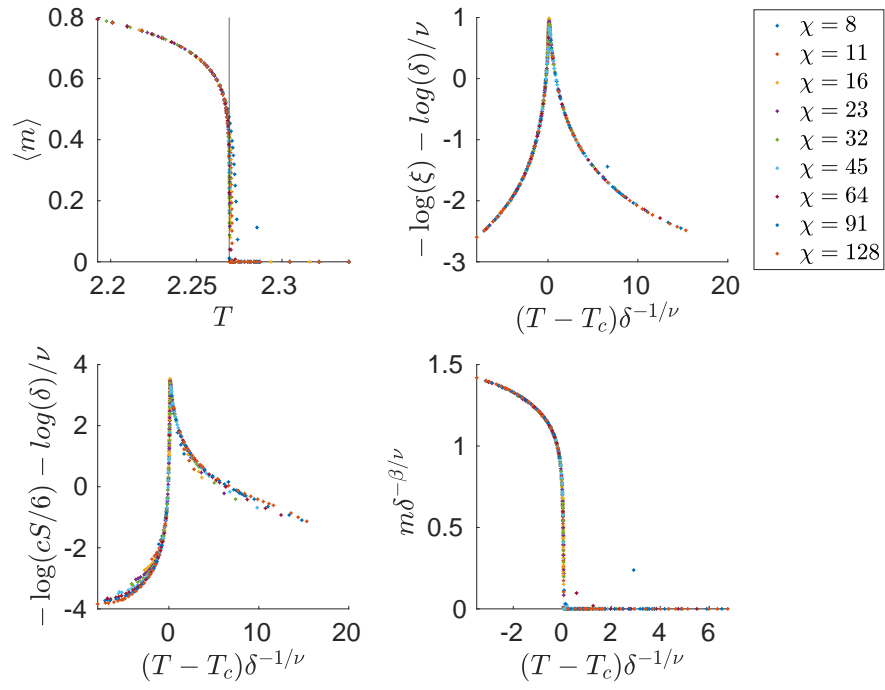 0.8
0.6
0.4
0.2
0
2.2 2.25 2.3
⟨m⟩
T
1
0
-1
-2
-3
0 10 20
− log(ξ) − log(δ)/ν
(T − T_c)δ^{−1/ν}
χ = 8
χ = 11
χ = 16
χ = 23
χ = 32
χ = 45
χ = 64
χ = 91
χ = 128
4
2
0
-2
-4
0 10 20
− log(cS/6) − log(δ)/ν
(T − T_c)δ^{−1/ν}
1.5
1
0.5
0
-2 0 2 4 6
mδ^{−β/ν}
(T − T_c)δ^{−1/ν}